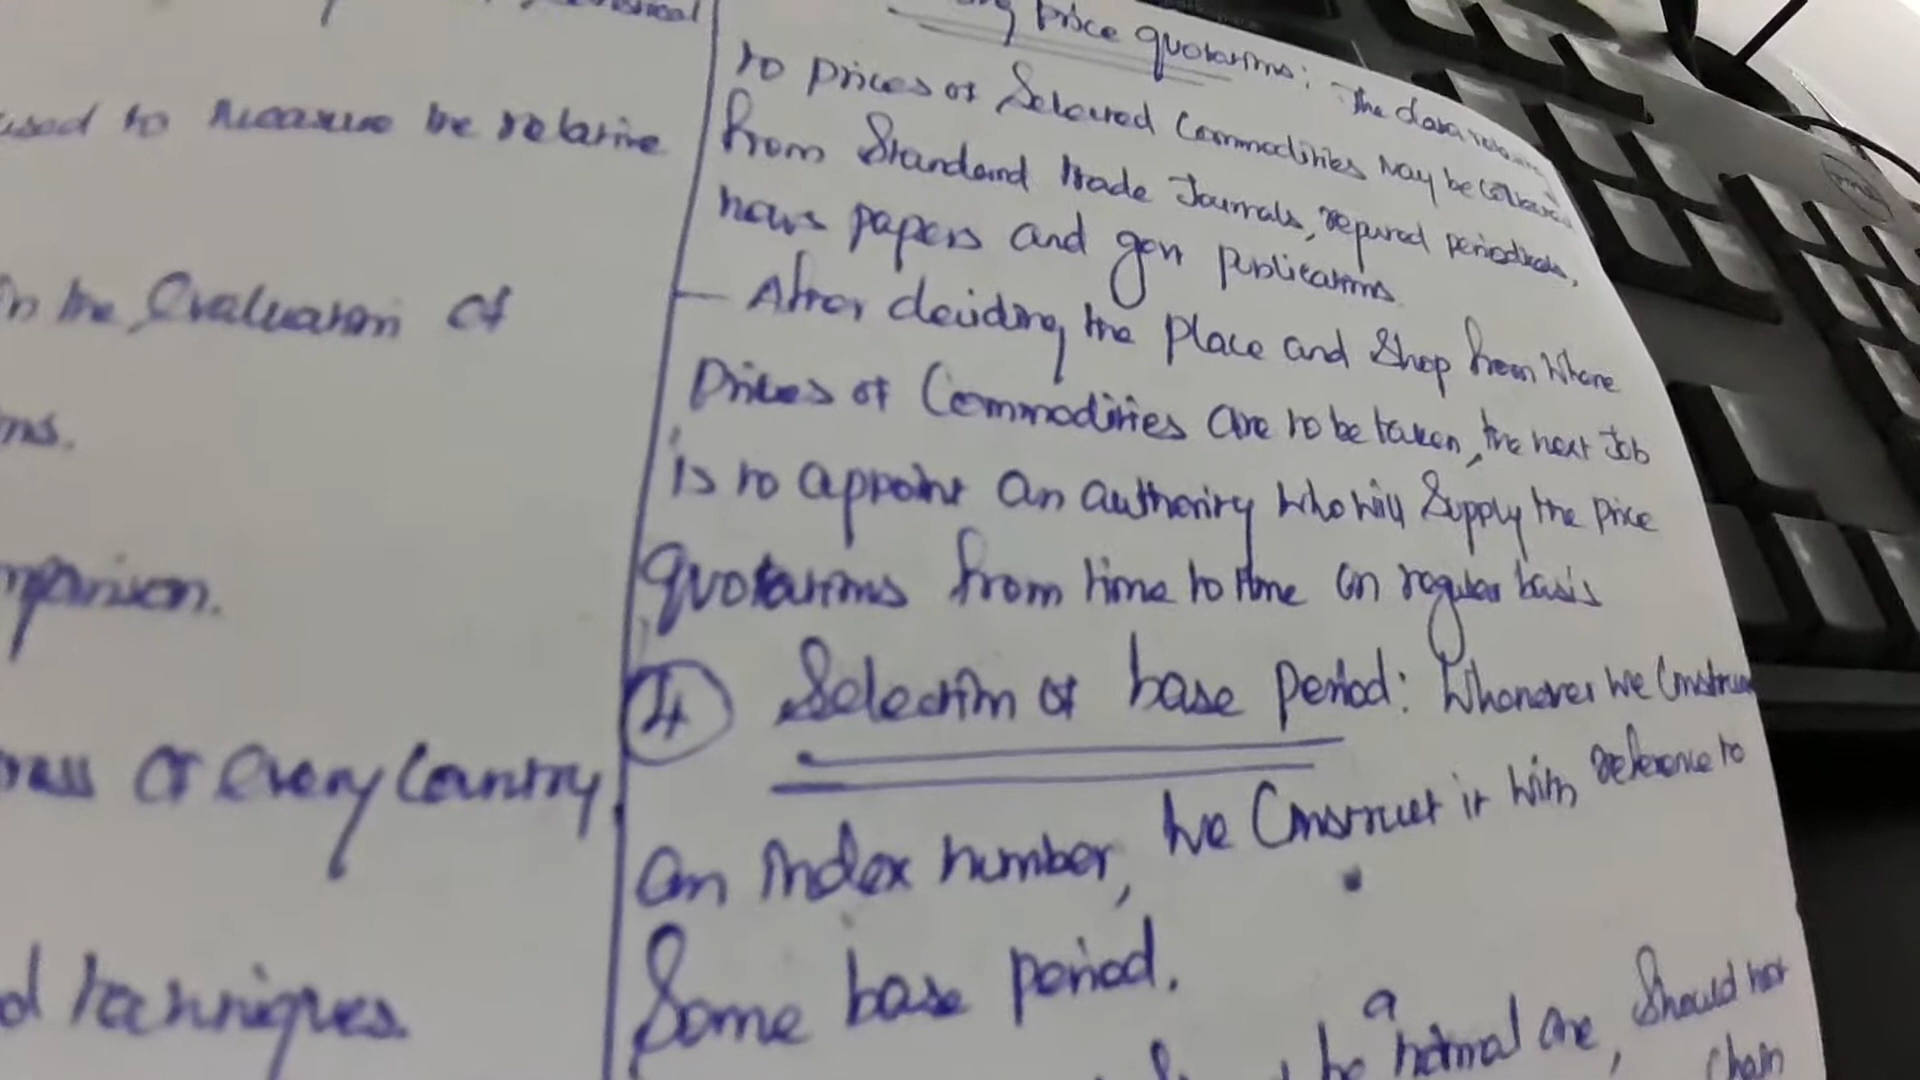 used to measure be relative
In the Evaluation of
ress of every Country
d techniques.
price quotations: The data
to prices of Selected Commodities may be
from Standard trade Journals, reputed periodicals,
news papers and gov publications.
— After deciding the place and Shop from Where
Prices of Commodities are to be taken, the next Job
is to appoint an authority who will Supply the price
quotations from time to time on regular basis
4 Selection of base period: Whenever we Construct
an index number, we Construct it with reference to
Some base period.
be a normal one, Should not